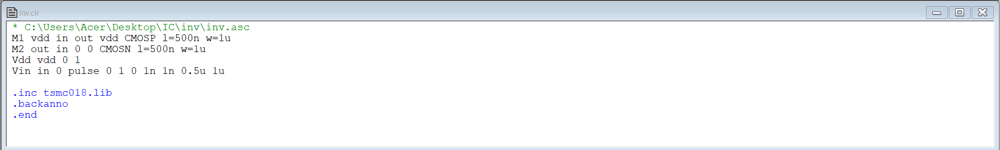 inv.cir
* C:\Users\Acer\Desktop\IC\inv\inv.asc
M1 vdd in out vdd CMOSP l=500n w=1u
M2 out in 0 0 CMOSN l=500n w=1u
Vdd vdd 0 1
Vin in 0 pulse 0 1 0 1n 1n 0.5u 1u
.inc tsmc018.lib
.backanno
.end